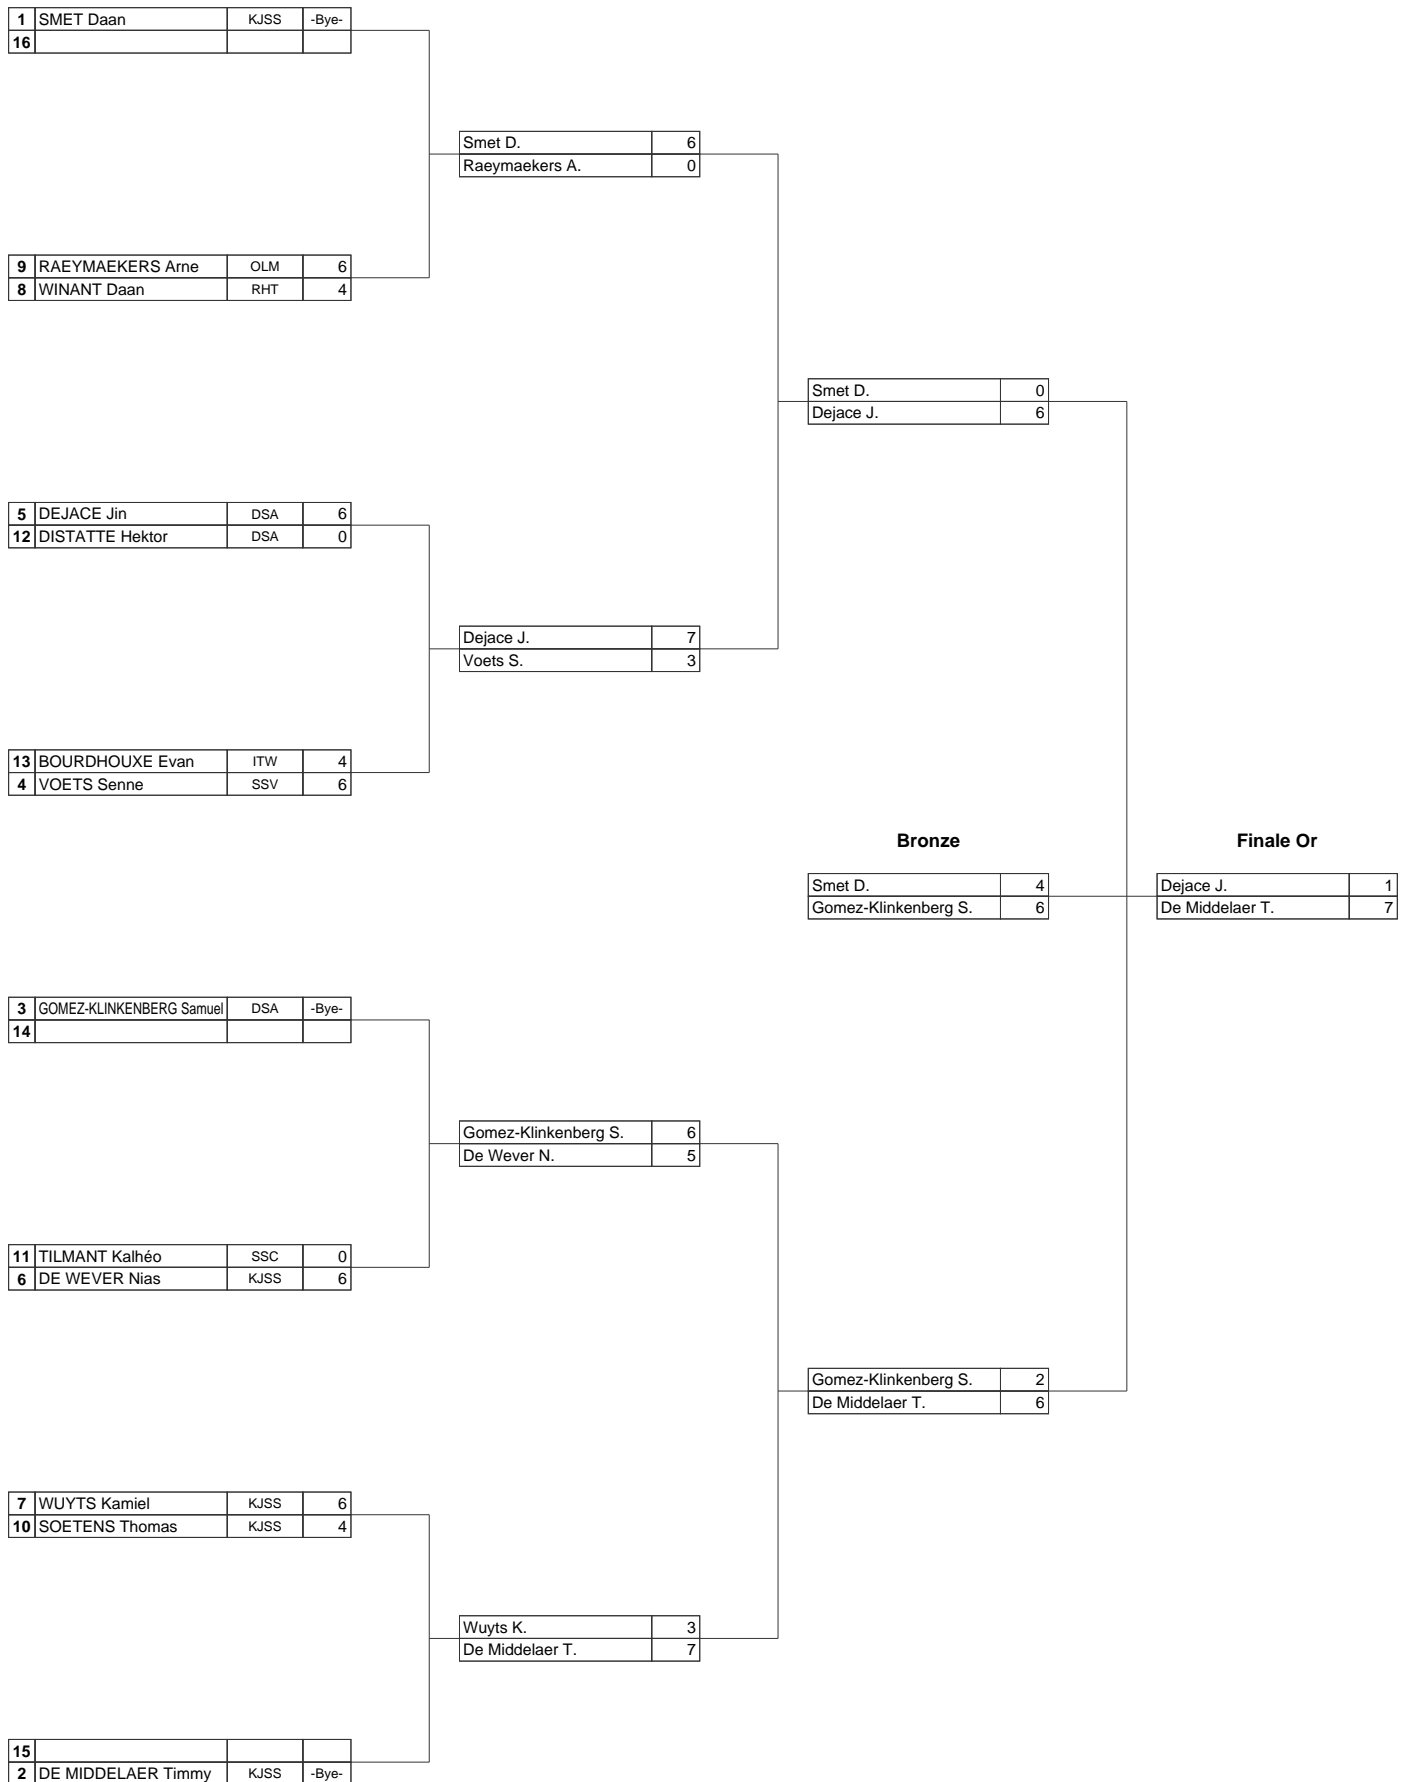 1 SMET Daan KJSS -Bye-
16
Smet D. 6
Raeymaekers A. 0
9 RAEYMAEKERS Arne OLM 6
8 WINANT Daan RHT 4
Smet D. 0
Dejace J. 6
5 DEJACE Jin DSA 6
12 DISTATTE Hektor DSA 0
Dejace J. 7
Voets S. 3
13 BOURDHOUXE Evan ITW 4
4 VOETS Senne SSV 6
Bronze Finale Or
Smet D. 4 Dejace J. 1
Gomez-Klinkenberg S. 6 De Middelaer T. 7
3 GOMEZ-KLINKENBERG Samuel DSA -Bye-
14
Gomez-Klinkenberg S. 6
De Wever N. 5
11 TILMANT Kalhéo SSC 0
6 DE WEVER Nias KJSS 6
Gomez-Klinkenberg S. 2
De Middelaer T. 6
7 WUYTS Kamiel KJSS 6
10 SOETENS Thomas KJSS 4
Wuyts K. 3
De Middelaer T. 7
15
2 DE MIDDELAER Timmy KJSS -Bye-